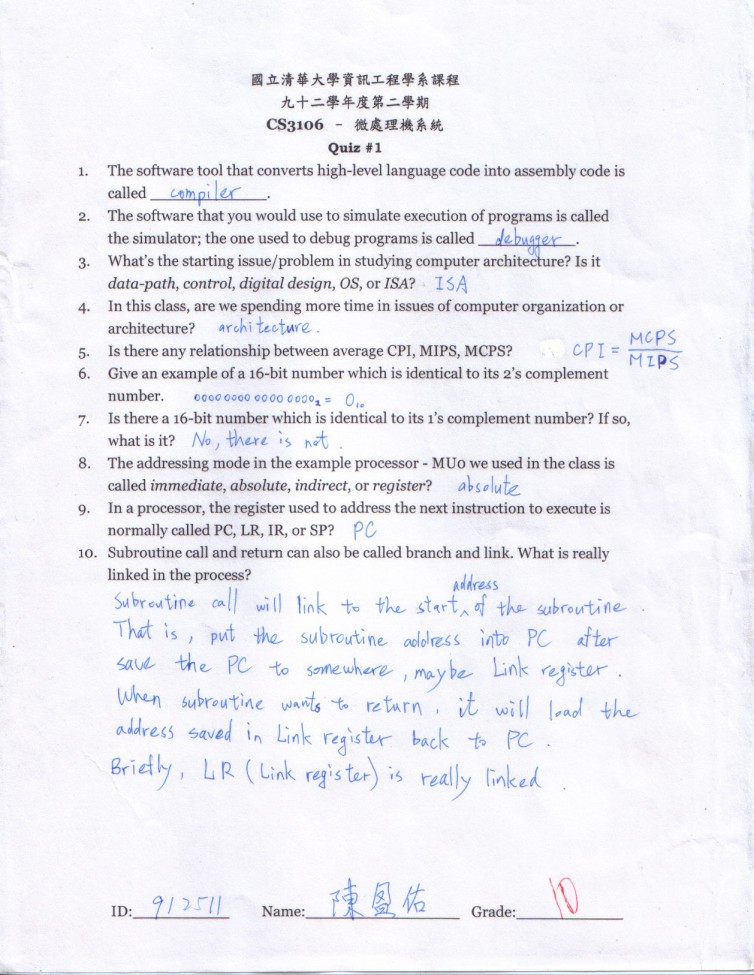 國立清華大學資訊工程學系課程
九十二學年度第二學期
CS3106 - 微處理機系統
Quiz #1
1. The software tool that converts high-level language code into assembly code is
called compiler.
2. The software that you would use to simulate execution of programs is called
the simulator; the one used to debug programs is called debugger.
3. What's the starting issue/problem in studying computer architecture? Is it
data-path, control, digital design, OS, or ISA? ISA
4. In this class, are we spending more time in issues of computer organization or
architecture? architecture.
5. Is there any relationship between average CPI, MIPS, MCPS? CPI = MCPS / MIPS
6. Give an example of a 16-bit number which is identical to its 2's complement
number. 0000 0000 0000 0000₂ = 0₁₀
7. Is there a 16-bit number which is identical to its 1's complement number? If so,
what is it? No, there is not.
8. The addressing mode in the example processor - MU0 we used in the class is
called immediate, absolute, indirect, or register? absolute
9. In a processor, the register used to address the next instruction to execute is
normally called PC, LR, IR, or SP? PC
10. Subroutine call and return can also be called branch and link. What is really
linked in the process?
Subroutine call will link to the start address of the subroutine.
That is, put the subroutine address into PC after
save the PC to somewhere, maybe Link register.
When subroutine wants to return, it will load the
address saved in Link register back to PC.
Briefly, LR (Link register) is really linked.
ID: 912511 Name: 陳盈佑 Grade: 10